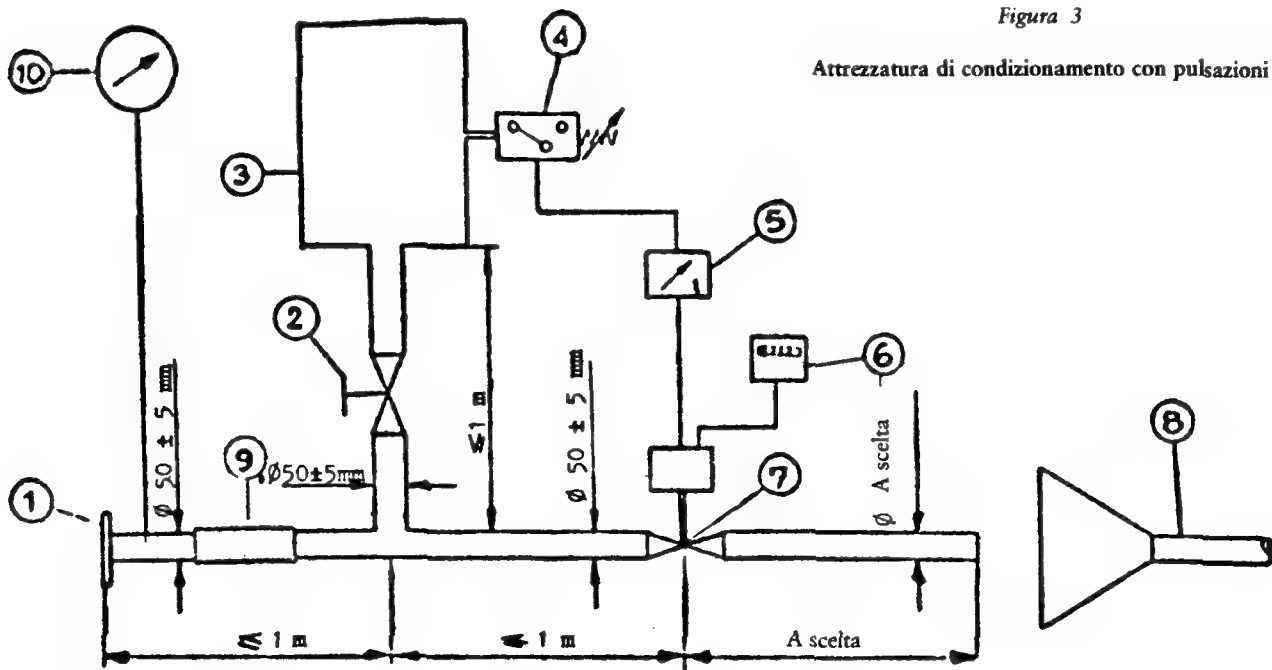 Figura 3
Attrezzatura di condizionamento con pulsazioni
10
4
3
5
2
6
Ø 50 ± 5 mm
≤ 1 m
Ø 50 ± 5 mm
Ø A scelta
8
9
Ø50±5mm
7
1
≤ 1 m
≤ 1 m
A scelta